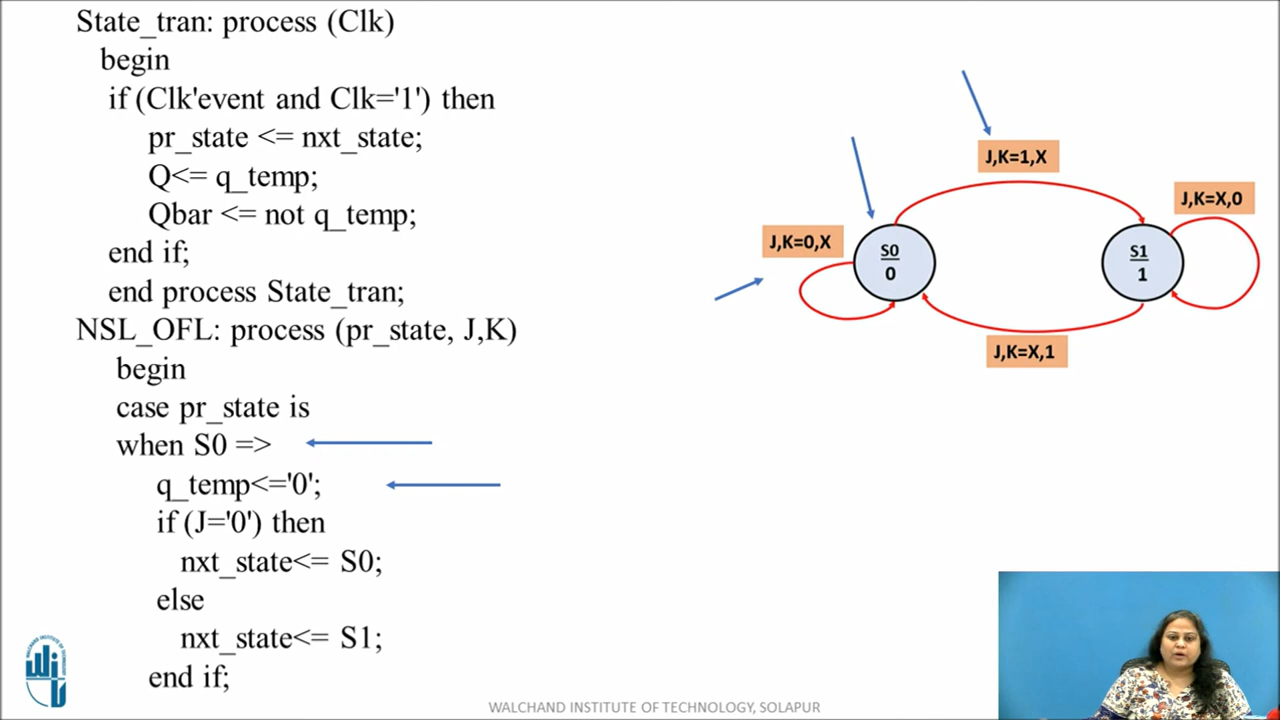 State_tran: process (Clk)
begin
if (Clk'event and Clk='1') then
pr_state <= nxt_state;
Q<= q_temp;
Qbar <= not q_temp;
end if;
end process State_tran;
NSL_OFL: process (pr_state, J,K)
begin
case pr_state is
when S0 =>
q_temp<='0';
if (J='0') then
nxt_state<= S0;
else
nxt_state<= S1;
end if;
J,K=1,X
J,K=X,0
J,K=0,X
S0
0
S1
1
J,K=X,1
WALCHAND INSTITUTE OF TECHNOLOGY, SOLAPUR